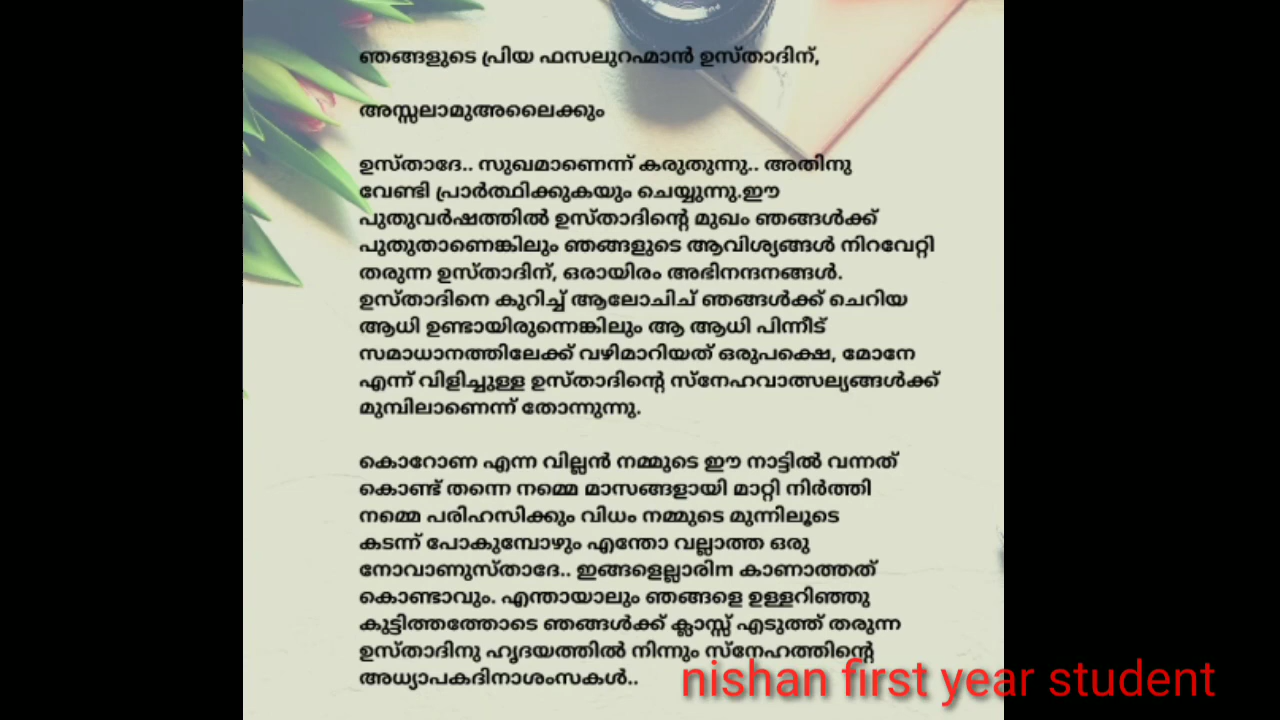 ഞങ്ങളുടെ പ്രിയ ഫസലുറഹ്മാൻ ഉസ്താദിന്,
അസ്സലാമുഅലൈക്കും
ഉസ്താദേ.. സുഖമാണെന്ന് കരുതുന്നു.. അതിനു
വേണ്ടി പ്രാർത്ഥിക്കുകയും ചെയ്യുന്നു.ഈ
പുതുവർഷത്തിൽ ഉസ്താദിന്റെ മുഖം ഞങ്ങൾക്ക്
പുതുതാണെങ്കിലും ഞങ്ങളുടെ ആവിശ്യങ്ങൾ നിറവേറ്റി
തരുന്ന ഉസ്താദിന്, ഒരായിരം അഭിനന്ദനങ്ങൾ.
ഉസ്താദിനെ കുറിച്ച് ആലോചിച് ഞങ്ങൾക്ക് ചെറിയ
ആധി ഉണ്ടായിരുന്നെങ്കിലും ആ ആധി പിന്നീട്
സമാധാനത്തിലേക്ക് വഴിമാറിയത് ഒരുപക്ഷെ, മോനേ
എന്ന് വിളിച്ചുള്ള ഉസ്താദിന്റെ സ്നേഹവാത്സല്യങ്ങൾക്ക്
മുമ്പിലാണെന്ന് തോന്നുന്നു.
കൊറോണ എന്ന വില്ലൻ നമ്മുടെ ഈ നാട്ടിൽ വന്നത്
കൊണ്ട് തന്നെ നമ്മെ മാസങ്ങളായി മാറ്റി നിർത്തി
നമ്മെ പരിഹസിക്കും വിധം നമ്മുടെ മുന്നിലൂടെ
കടന്ന് പോകുമ്പോഴും എന്തോ വല്ലാത്ത ഒരു
നോവാണുസ്താദേ.. ഇങ്ങളെല്ലാരിm കാണാത്തത്
കൊണ്ടാവും. എന്തായാലും ഞങ്ങളെ ഉള്ളറിഞ്ഞു
കുട്ടിത്തത്തോടെ ഞങ്ങൾക്ക് ക്ലാസ്സ് എടുത്ത് തരുന്ന
ഉസ്താദിനു ഹൃദയത്തിൽ നിന്നും സ്നേഹത്തിന്റെ
അധ്യാപകദിനാശംസകൾ..
nishan first year student